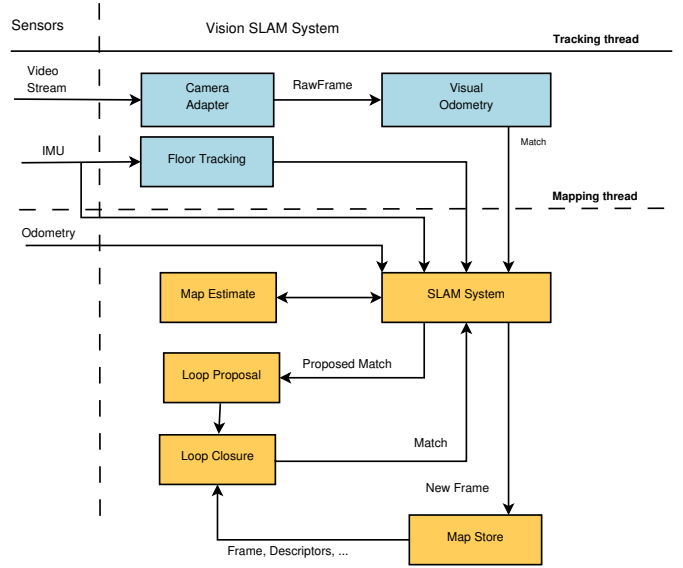 Sensors
Vision SLAM System
Tracking thread
Video
Stream
Camera
Adapter
RawFrame
Visual
Odometry
Match
IMU
Floor Tracking
Mapping thread
Odometry
Map Estimate
SLAM System
Proposed Match
Loop Proposal
Match
Loop Closure
New Frame
Map Store
Frame, Descriptors, ...